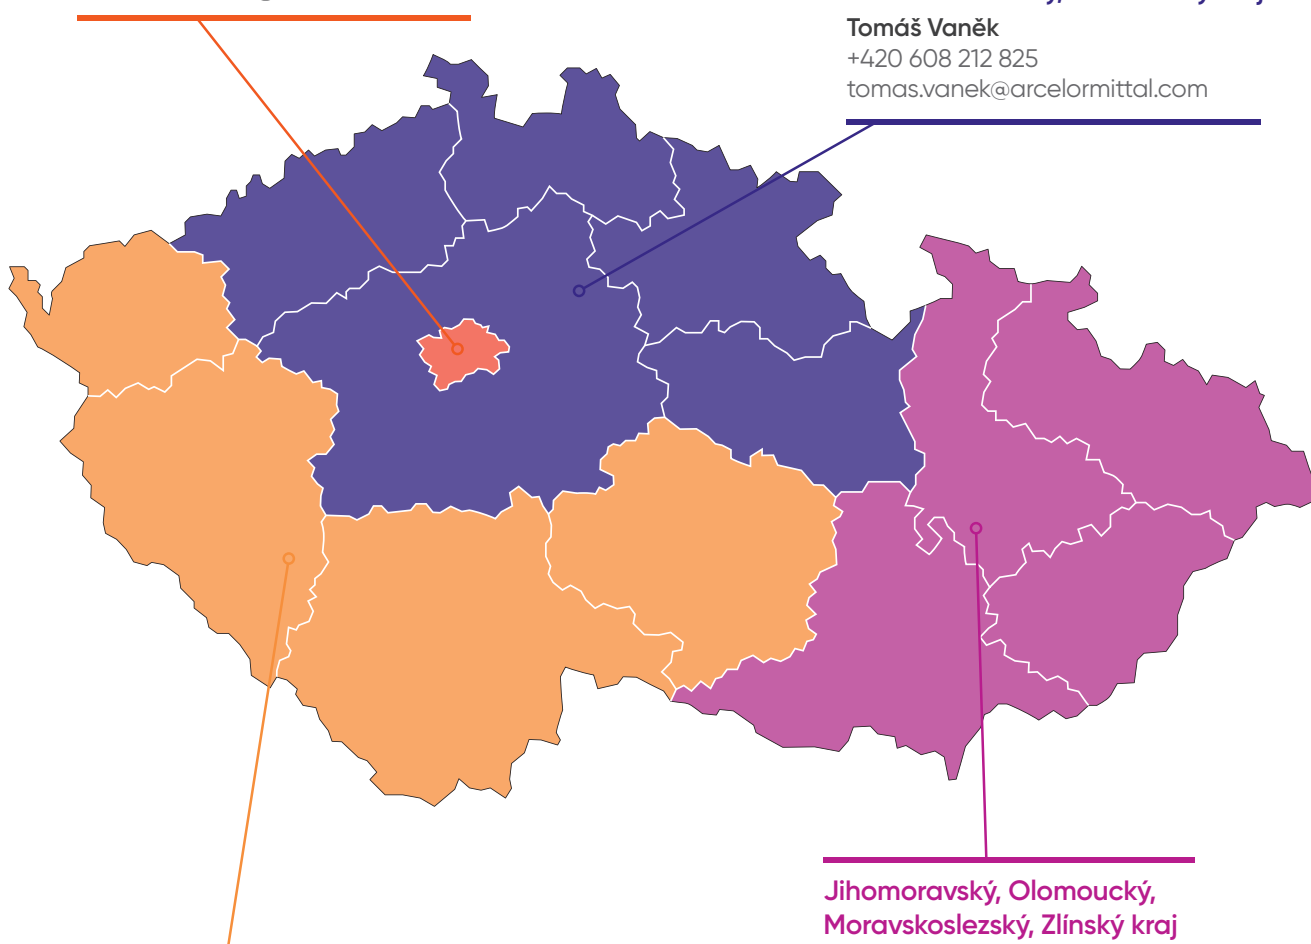 Tomáš Vaněk
+420 608 212 825
tomas.vanek@arcelormittal.com
Jihomoravský, Olomoucký,
Moravskoslezský, Zlínský kraj